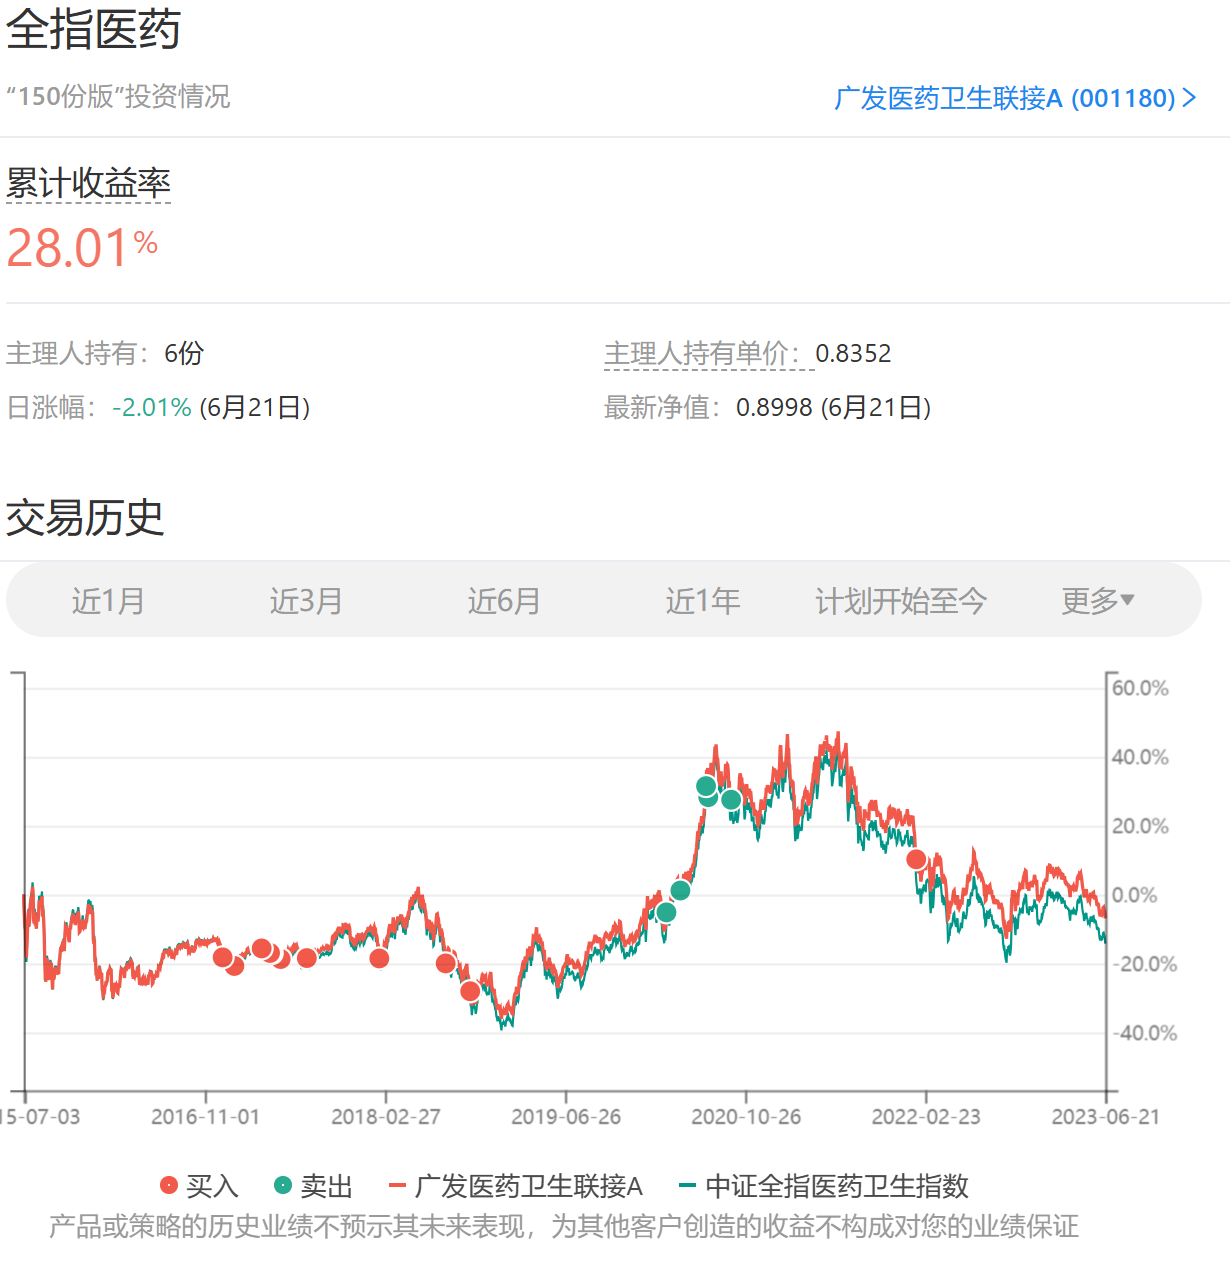 全指医药
“150份版”投资情况 广发医药卫生联接A (001180)
累计收益率
28.01%
主理人持有：6份 主理人持有单价：0.8352
日涨幅：-2.01% (6月21日) 最新净值：0.8998 (6月21日)
交易历史
近1月 近3月 近6月 近1年 计划开始至今 更多
60.0%
40.0%
20.0%
0.0%
-20.0%
-40.0%
15-07-03 2016-11-01 2018-02-27 2019-06-26 2020-10-26 2022-02-23 2023-06-21
买入 卖出 广发医药卫生联接A 中证全指医药卫生指数
产品或策略的历史业绩不预示其未来表现，为其他客户创造的收益不构成对您的业绩保证